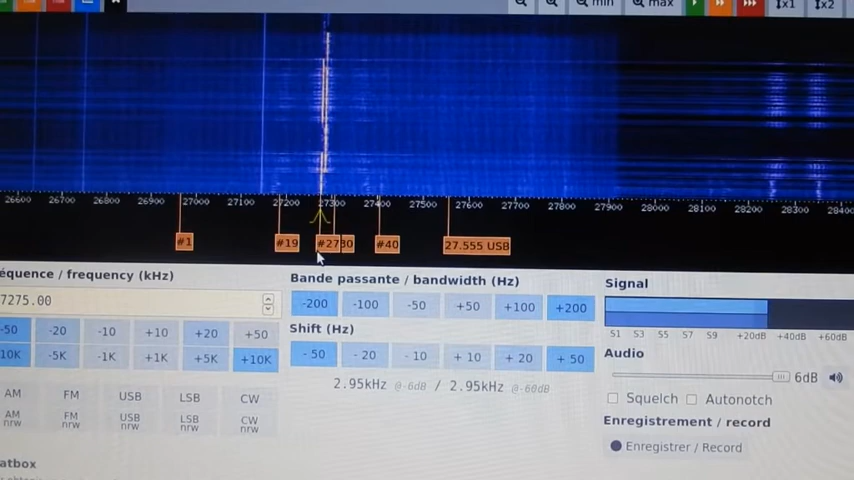 min max x1 x2
26600 26700 26800 26900 27000 27100 27200 27300 27400 27500 27600 27700 27800 27900 28000 28100 28200 28300 28400
#1 #19 #27 30 #40 27.555 USB
équence / frequency (kHz)
7275.00
-50 -20 -10 +10 +20 +50
10K -5K -1K +1K +5K +10K
AM FM USB LSB CW
AM nrw FM nrw USB nrw LSB nrw CW nrw
atbox
Bande passante / bandwidth (Hz)
-200 -100 -50 +50 +100 +200
Shift (Hz)
- 50 - 20 - 10 + 10 + 20 + 50
2.95kHz @-6dB / 2.95kHz @-60dB
Signal
S1 S3 S5 S7 S9 +20dB +40dB +60dB
Audio
6dB
Squelch Autonotch
Enregistrement / record
Enregistrer / Record